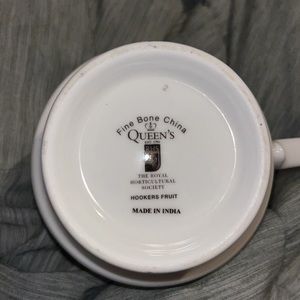 Fine Bone China
QUEEN'S
THE ROYAL
HORTICULTURAL
SOCIETY
HOOKERS FRUIT
MADE IN INDIA